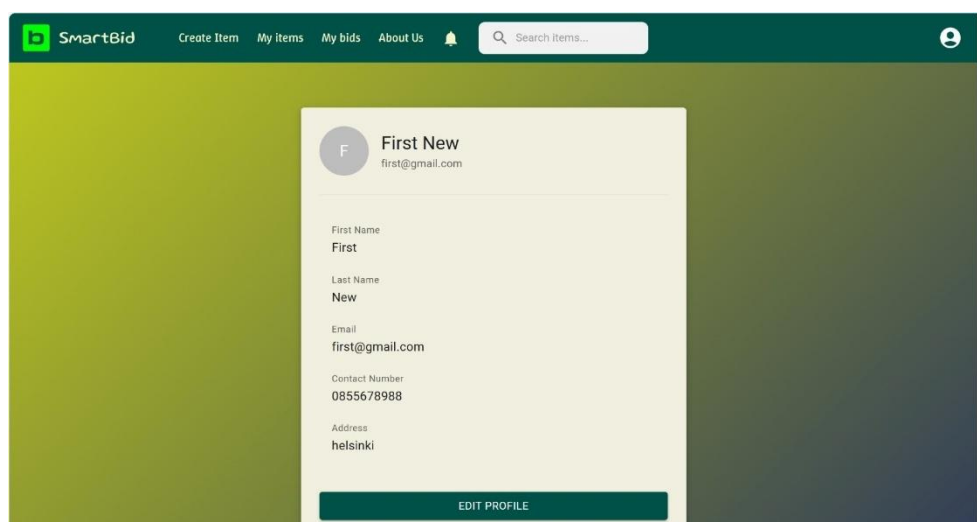 b SmartBid Create Item My items My bids About Us Search items...
F
First New
first@gmail.com
First Name
First
Last Name
New
Email
first@gmail.com
Contact Number
0855678988
Address
helsinki
EDIT PROFILE